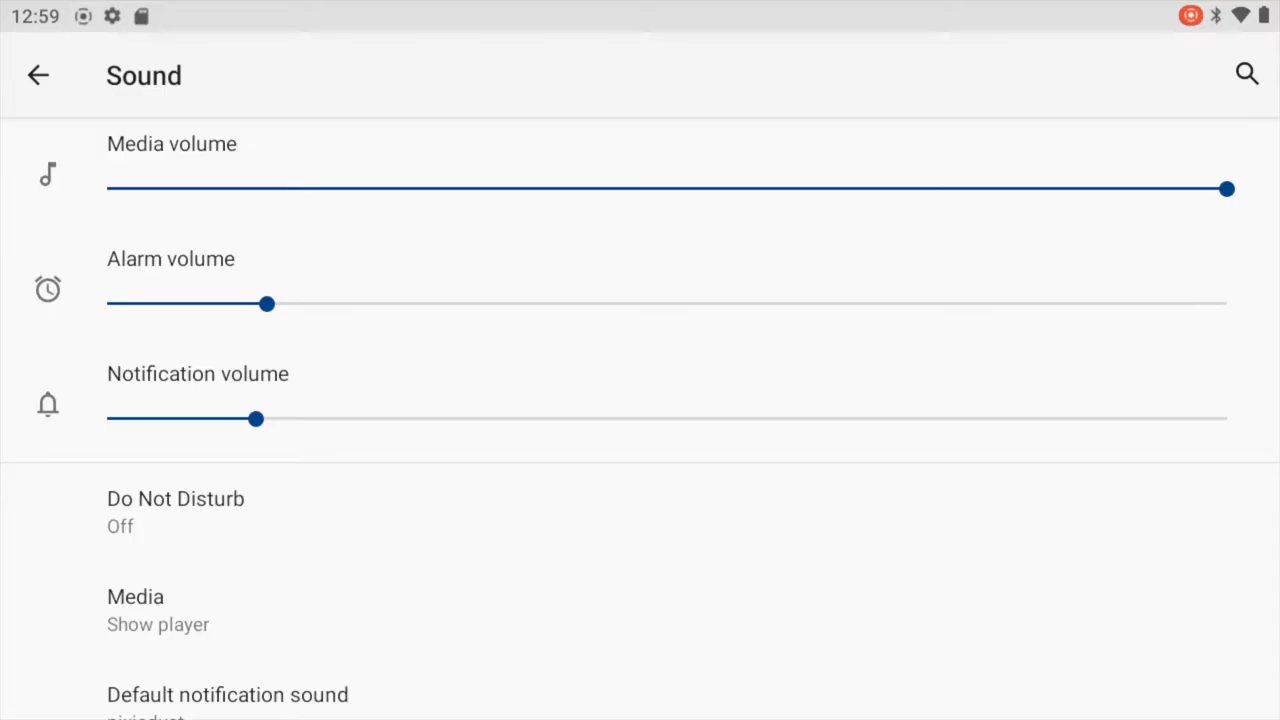 12:59
Sound
Media volume
Alarm volume
Notification volume
Do Not Disturb
Off
Media
Show player
Default notification sound